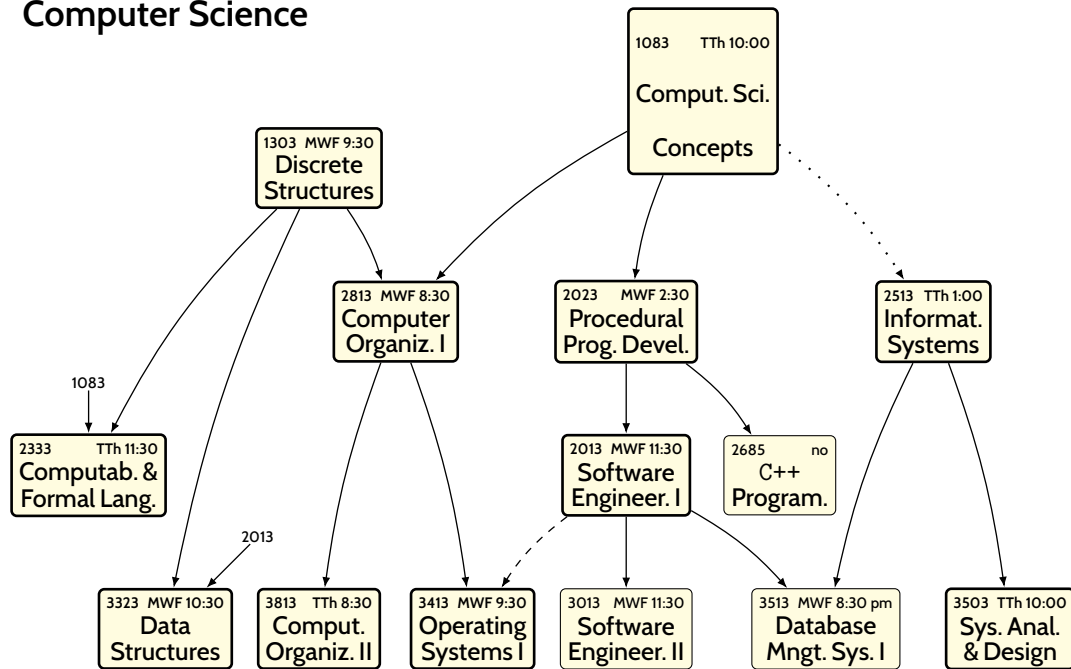 Computer Science
1083 TTh 10:00
Comput. Sci.
Concepts
1303 MWF 9:30
Discrete
Structures
2813 MWF 8:30
Computer
Organiz. I
2023 MWF 2:30
Procedural
Prog. Devel.
2513 TTh 1:00
Informat.
Systems
1083
2333 TTh 11:30
Computab. &
Formal Lang.
2013 MWF 11:30
Software
Engineer. I
2685 no
C++
Program.
2013
3323 MWF 10:30
Data
Structures
3813 TTh 8:30
Comput.
Organiz. II
3413 MWF 9:30
Operating
Systems I
3013 MWF 11:30
Software
Engineer. II
3513 MWF 8:30 pm
Database
Mngt. Sys. I
3503 TTh 10:00
Sys. Anal.
& Design